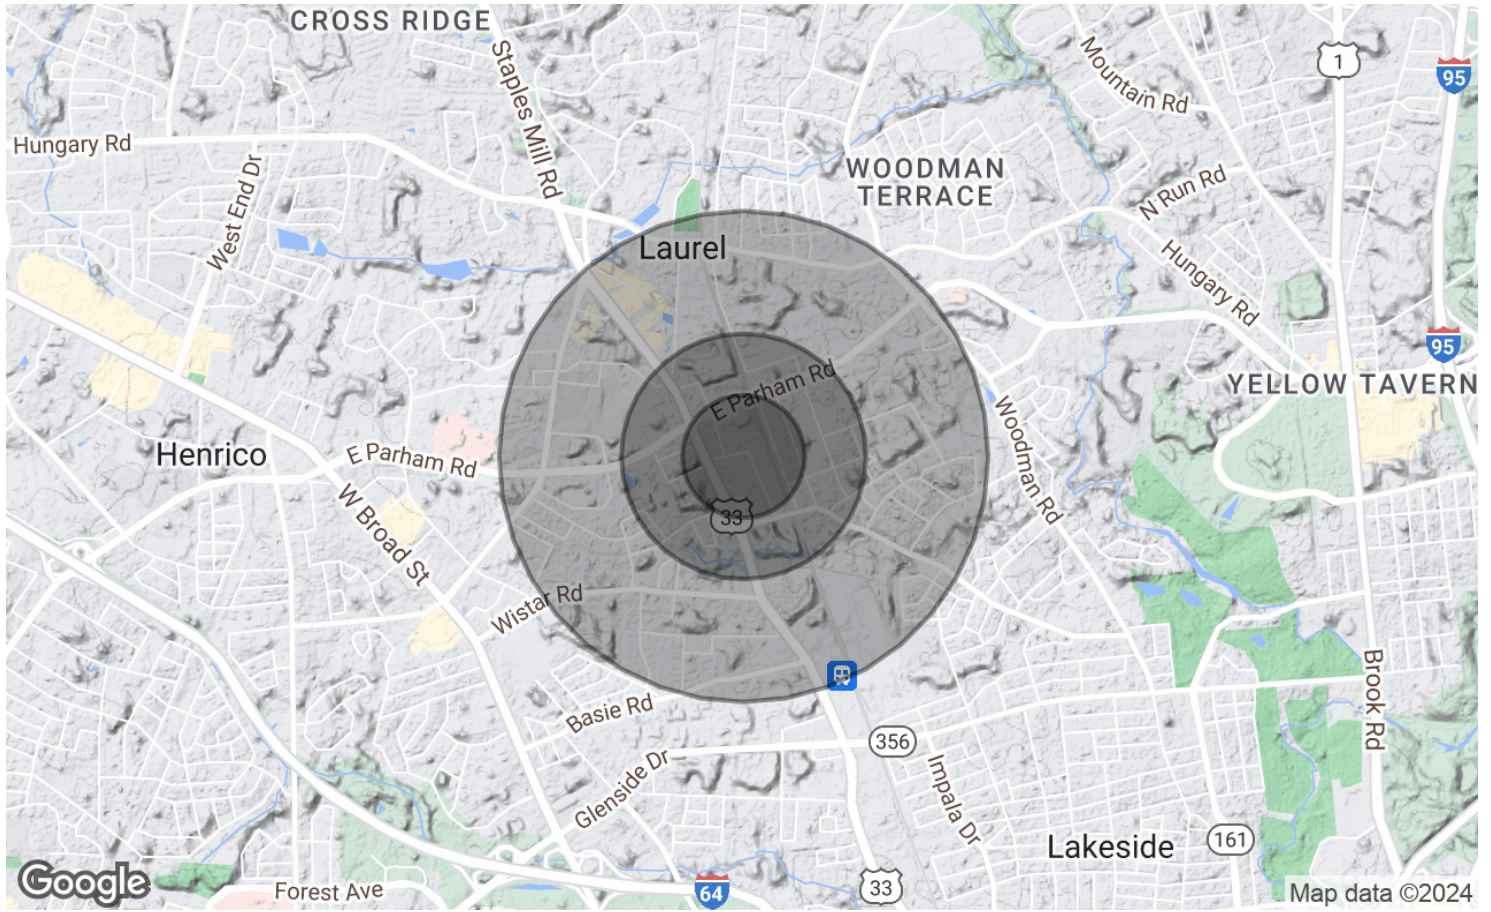 CROSS RIDGE
Staples Mill Rd
Mountain Rd
1
95
Hungary Rd
West End Dr
WOODMAN
TERRACE
N Run Rd
Hungary Rd
Laurel
95
E Parham Rd
YELLOW TAVERN
Henrico
E Parham Rd
W Broad St
Woodman Rd
33
Wistar Rd
Basie Rd
Brook Rd
356
Glenside Dr
Impala Dr
Lakeside
161
Google
Forest Ave
64
33
Map data ©2024